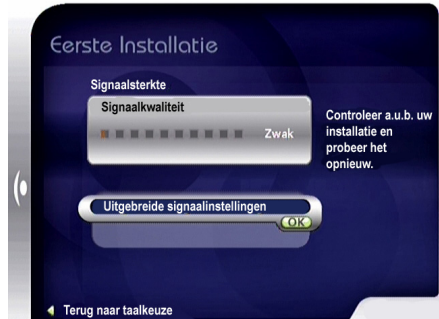 Eerste Installatie
Signaalsterkte
Signaalkwaliteit
Zwak
Controleer a.u.b. uw
installatie en
probeer het
opnieuw.
Uitgebreide signaalinstellingen
OK
Terug naar taalkeuze